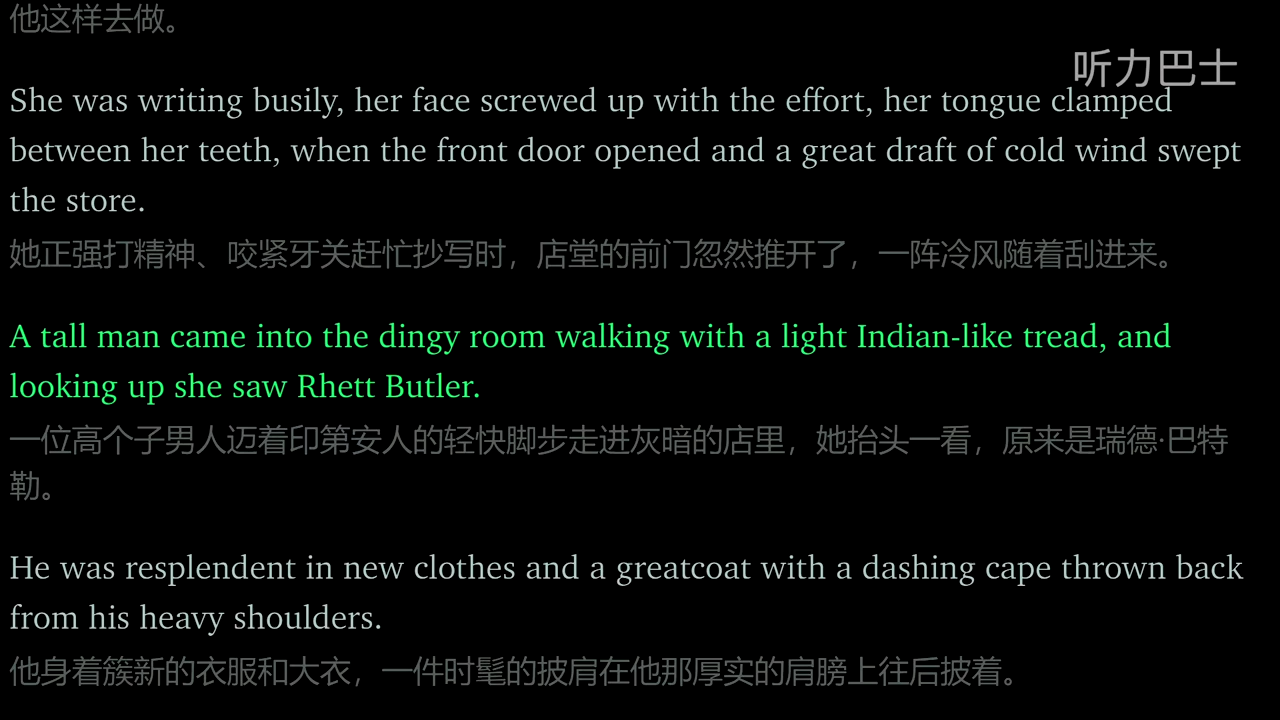 他这样去做。
听力巴士
She was writing busily, her face screwed up with the effort, her tongue clamped
between her teeth, when the front door opened and a great draft of cold wind swept
the store.
她正强打精神、咬紧牙关赶忙抄写时，店堂的前门忽然推开了，一阵冷风随着刮进来。
A tall man came into the dingy room walking with a light Indian-like tread, and
looking up she saw Rhett Butler.
一位高个子男人迈着印第安人的轻快脚步走进灰暗的店里，她抬头一看，原来是瑞德·巴特
勒。
He was resplendent in new clothes and a greatcoat with a dashing cape thrown back
from his heavy shoulders.
他身着簇新的衣服和大衣，一件时髦的披肩在他那厚实的肩膀上往后披着。